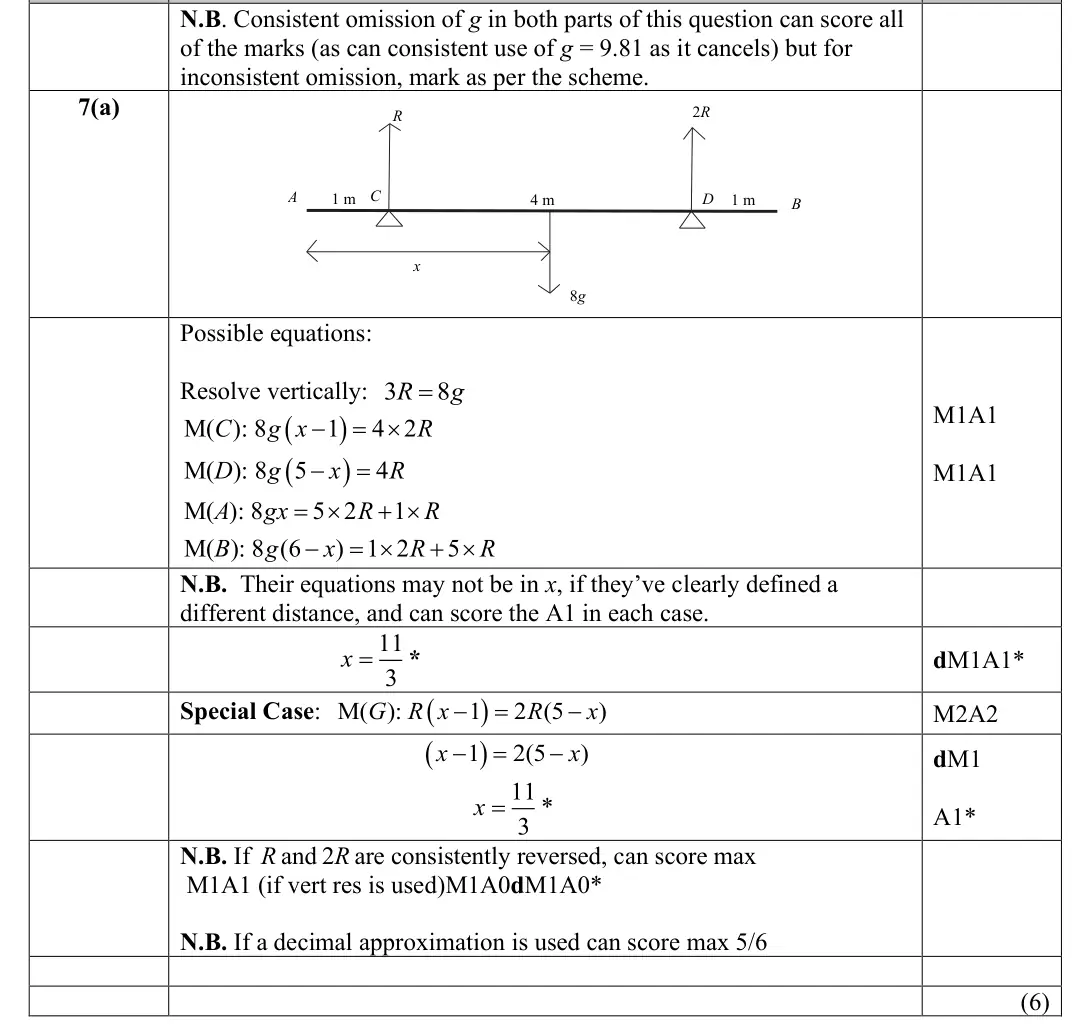 N.B. Consistent omission of g in both parts of this question can score all
of the marks (as can consistent use of g = 9.81 as it cancels) but for
inconsistent omission, mark as per the scheme.
7(a)
R
2R
A
1 m
C
4 m
D
1 m
B
x
8g
Possible equations:
Resolve vertically: 3R = 8g
M(C): 8g(x − 1) = 4 × 2R
M1A1
M(D): 8g(5 − x) = 4R
M1A1
M(A): 8gx = 5 × 2R + 1 × R
M(B): 8g(6 − x) = 1 × 2R + 5 × R
N.B. Their equations may not be in x, if they’ve clearly defined a
different distance, and can score the A1 in each case.
x = 11/3 *
dM1A1*
Special Case: M(G): R(x − 1) = 2R(5 − x)
M2A2
(x − 1) = 2(5 − x)
dM1
x = 11/3 *
A1*
N.B. If R and 2R are consistently reversed, can score max
M1A1 (if vert res is used)M1A0dM1A0*
N.B. If a decimal approximation is used can score max 5/6
(6)